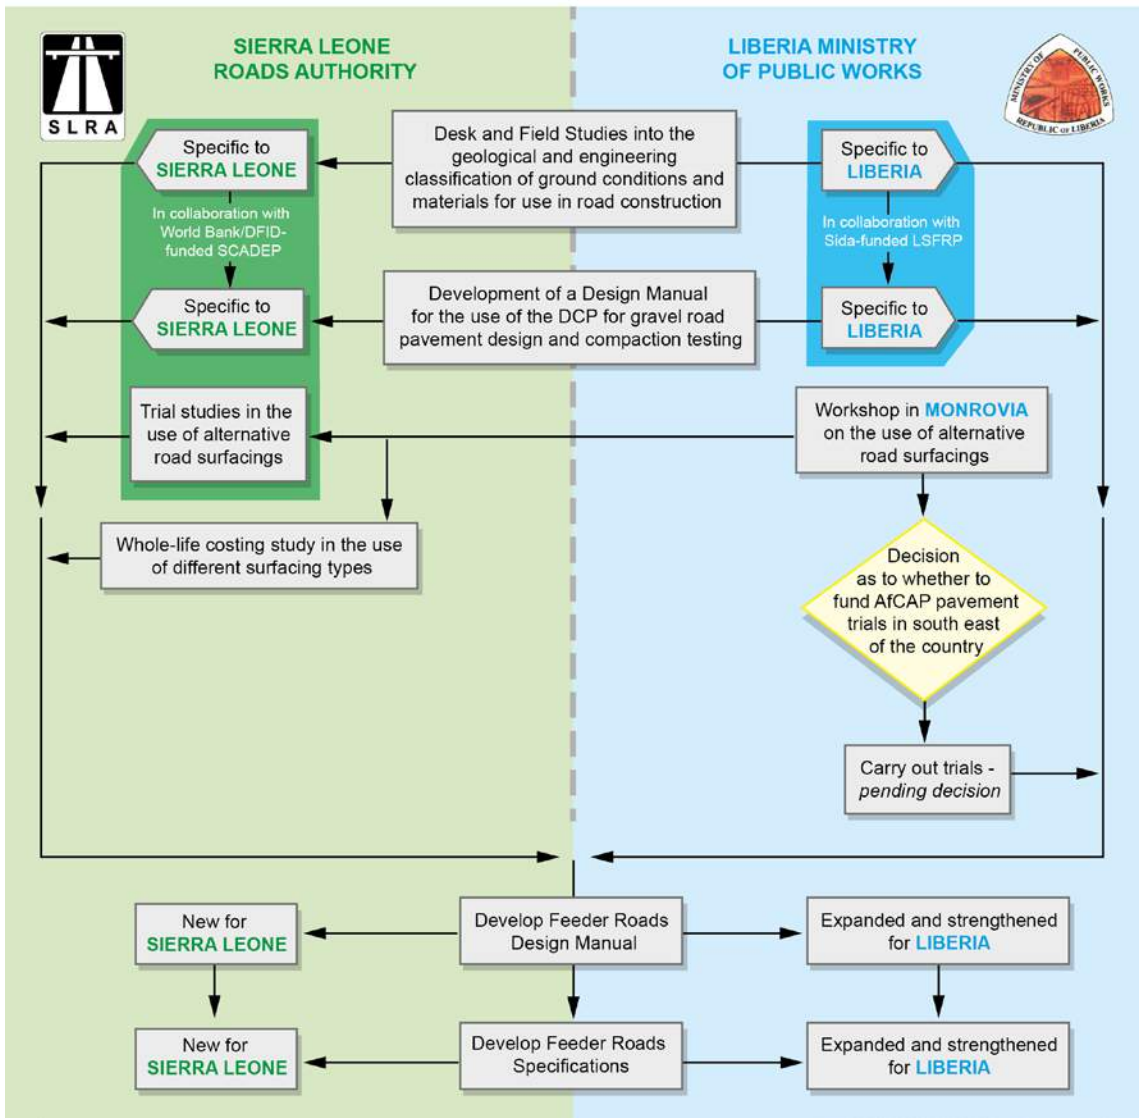 SIERRA LEONE
ROADS AUTHORITY
LIBERIA MINISTRY
OF PUBLIC WORKS
SLRA
MINISTRY OF PUBLIC WORKS
REPUBLIC OF LIBERIA
Specific to
SIERRA LEONE
Desk and Field Studies into the
geological and engineering
classification of ground conditions and
materials for use in road construction
Specific to
LIBERIA
In collaboration with
World Bank/DFID-
funded SCADEP
In collaboration with
Sida-funded LSFRP
Specific to
SIERRA LEONE
Development of a Design Manual
for the use of the DCP for gravel road
pavement design and compaction testing
Specific to
LIBERIA
Trial studies in the
use of alternative
road surfacings
Workshop in MONROVIA
on the use of alternative
road surfacings
Whole-life costing study in the use
of different surfacing types
Decision
as to whether to
fund AfCAP pavement
trials in south east
of the country
Carry out trials -
pending decision
New for
SIERRA LEONE
Develop Feeder Roads
Design Manual
Expanded and strengthened
for LIBERIA
New for
SIERRA LEONE
Develop Feeder Roads
Specifications
Expanded and strengthened
for LIBERIA